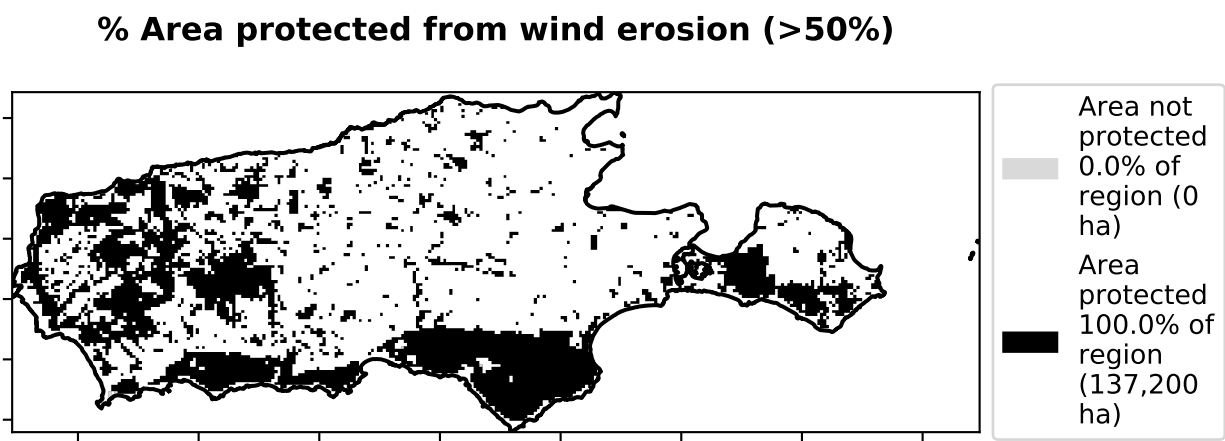 % Area protected from wind erosion (>50%)
Area not
protected
0.0% of
region (0
ha)
Area
protected
100.0% of
region
(137,200
ha)